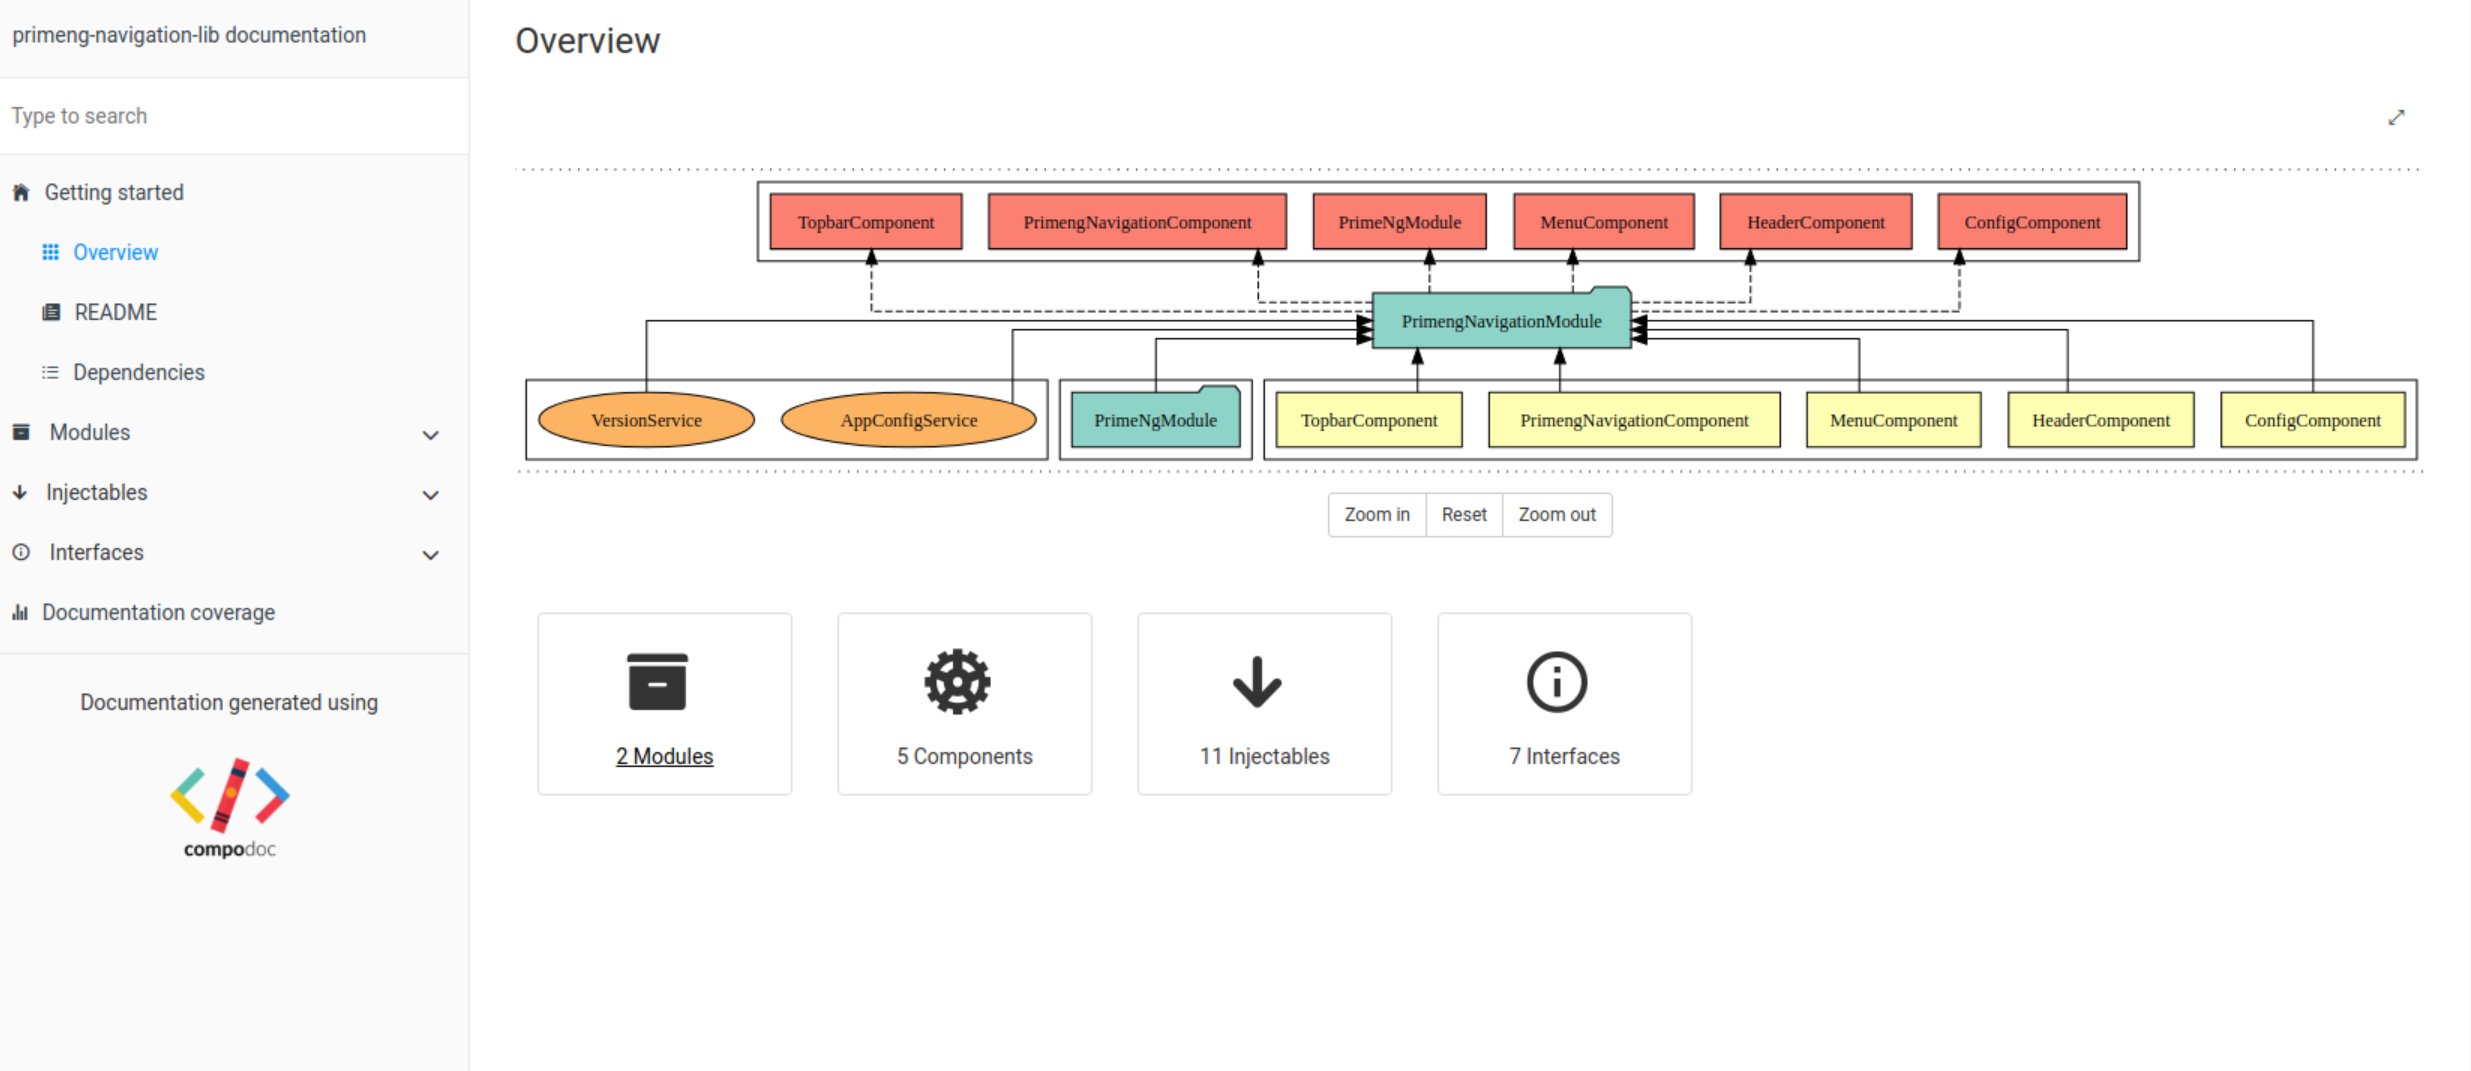 primeng-navigation-lib documentation
Type to search
Getting started
Overview
README
Dependencies
Modules
Injectables
Interfaces
Documentation coverage
Documentation generated using
compodoc
Overview
TopbarComponent PrimengNavigationComponent PrimeNgModule MenuComponent HeaderComponent ConfigComponent
PrimengNavigationModule
VersionService AppConfigService PrimeNgModule TopbarComponent PrimengNavigationComponent MenuComponent HeaderComponent ConfigComponent
Zoom in Reset Zoom out
2 Modules 5 Components 11 Injectables 7 Interfaces